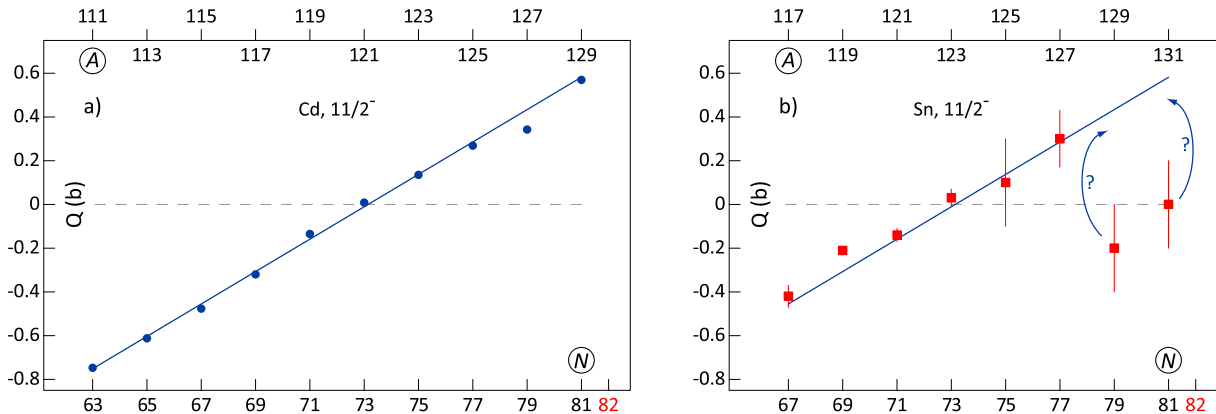 111 115 119 123 127
113 117 121 125 129
A
0.6
a) Cd, 11/2⁻
0.4
0.2
0
-0.2
-0.4
-0.6
-0.8
Q (b)
N
63 65 67 69 71 73 75 77 79 81 82
117 121 125 129
119 123 127 131
A
0.6
b) Sn, 11/2⁻
0.4
0.2
0
-0.2
-0.4
-0.6
-0.8
Q (b)
?
?
N
67 69 71 73 75 77 79 81 82